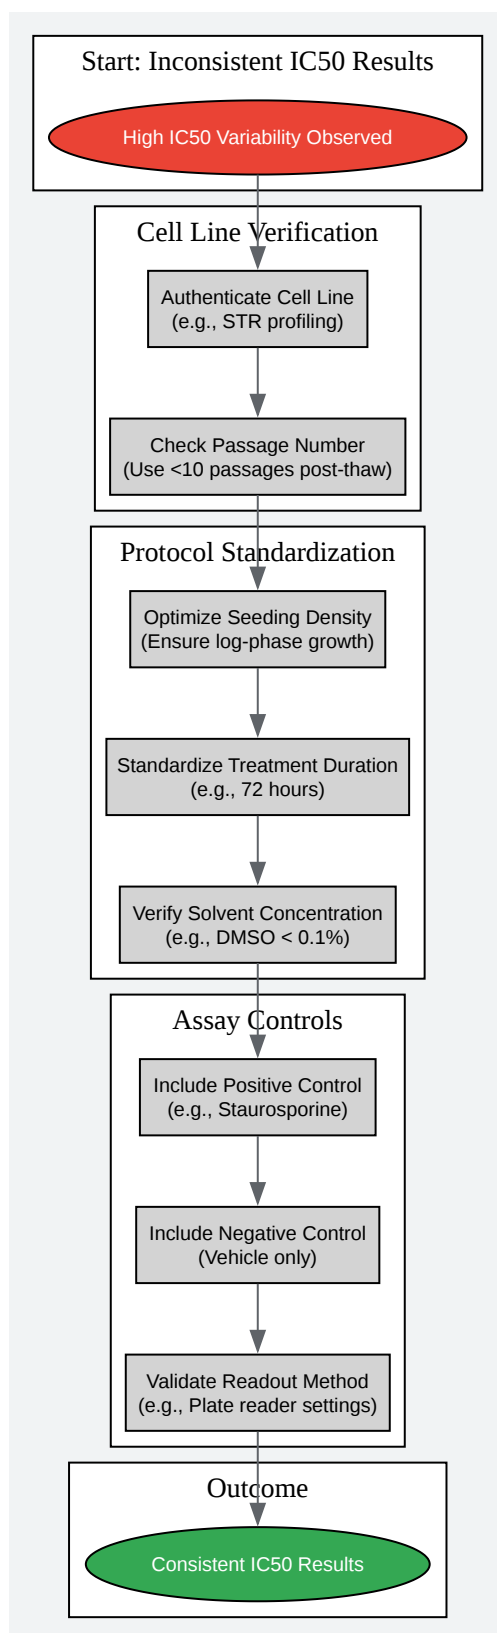 Start: Inconsistent IC50 Results
High IC50 Variability Observed
Cell Line Verification
Authenticate Cell Line
(e.g., STR profiling)
Check Passage Number
(Use <10 passages post-thaw)
Protocol Standardization
Optimize Seeding Density
(Ensure log-phase growth)
Standardize Treatment Duration
(e.g., 72 hours)
Verify Solvent Concentration
(e.g., DMSO < 0.1%)
Assay Controls
Include Positive Control
(e.g., Staurosporine)
Include Negative Control
(Vehicle only)
Validate Readout Method
(e.g., Plate reader settings)
Outcome
Consistent IC50 Results